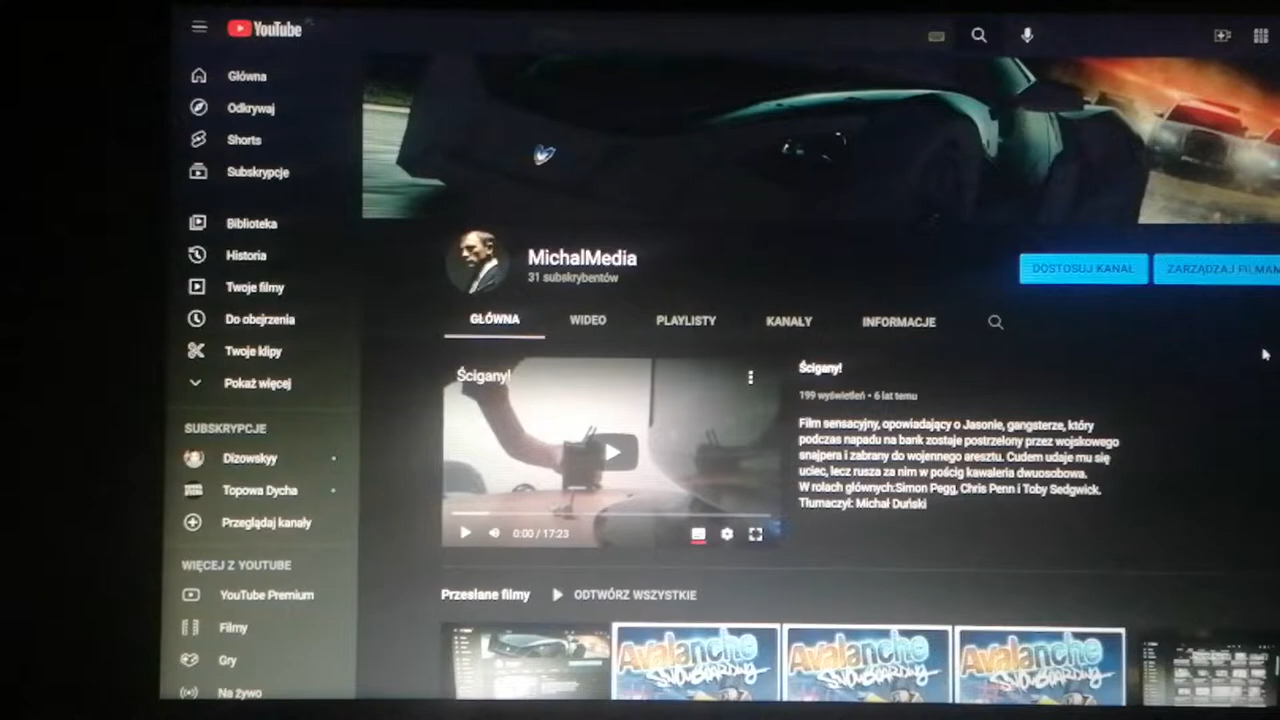 YouTube
Główna
Odkrywaj
Shorts
Subskrypcje
Biblioteka
Historia
Twoje filmy
Do obejrzenia
Twoje klipy
Pokaż więcej
SUBSKRYPCJE
Dizowskyy
Topowa Dycha
Przeglądaj kanały
WIĘCEJ Z YOUTUBE
YouTube Premium
Filmy
Gry
Na żywo
MichalMedia
31 subskrybentów
DOSTOSUJ KANAŁ
ZARZĄDZAJ FILMAM
GŁÓWNA
WIDEO
PLAYLISTY
KANAŁY
INFORMACJE
Ścigany!
0:00 / 17:23
Ścigany!
199 wyświetleń • 6 lat temu
Film sensacyjny, opowiadający o Jasonie, gangsterze, który
podczas napadu na bank zostaje postrzelony przez wojskowego
snajpera i zabrany do wojennego aresztu. Cudem udaje mu się
uciec, lecz rusza za nim w pościg kawaleria dwuosobowa.
W rolach głównych:Simon Pegg, Chris Penn i Toby Sedgwick.
Tłumaczył: Michał Duński
Przesłane filmy
ODTWÓRZ WSZYSTKIE
Avalanche
SNOWBOARDING
Avalanche
SNOWBOARDING
Avalanche
SNOWBOARDING